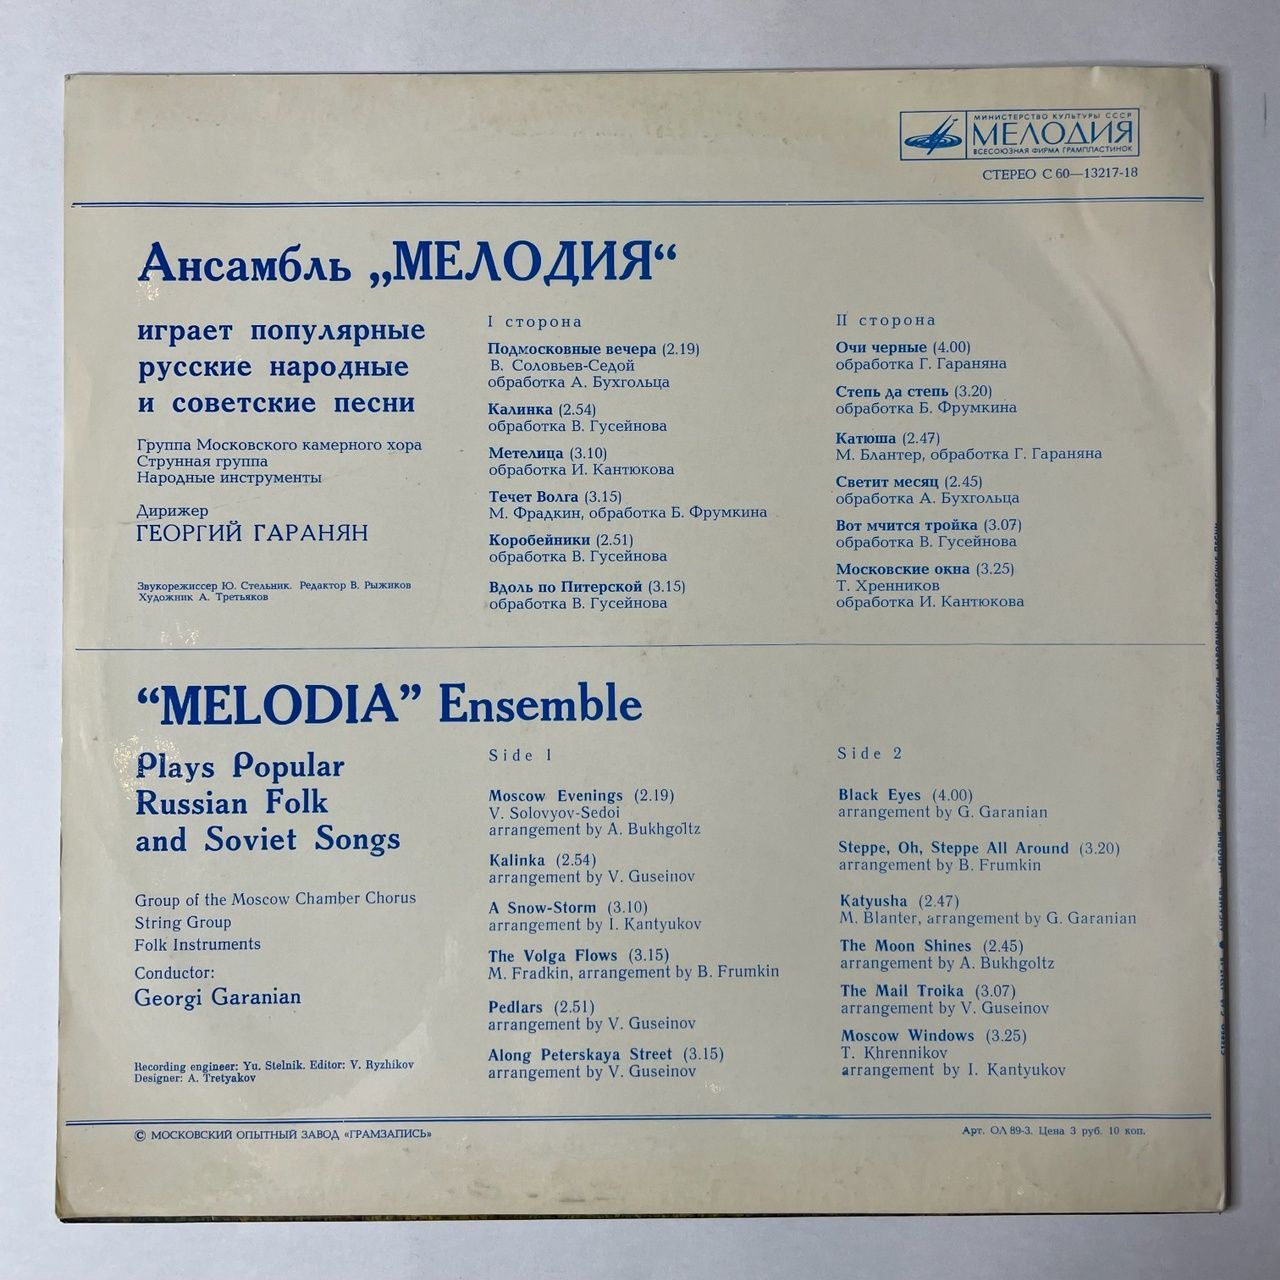 МИНИСТЕРСТВО КУЛЬТУРЫ СССР
МЕЛОДИЯ
ВСЕСОЮЗНАЯ ФИРМА ГРАМПЛАСТИНОК
СТЕРЕО С 60—13217-18
Ансамбль „МЕЛОДИЯ“
играет популярные
русские народные
и советские песни
Группа Московского камерного хора
Струнная группа
Народные инструменты
Дирижер
ГЕОРГИЙ ГАРАНЯН
Звукорежиссер Ю. Стельник. Редактор В. Рыжиков
Художник А. Третьяков
I сторона
Подмосковные вечера (2.19)
В. Соловьев-Седой
обработка А. Бухгольца
Калинка (2.54)
обработка В. Гусейнова
Метелица (3.10)
обработка И. Кантюкова
Течет Волга (3.15)
М. Фрадкин, обработка Б. Фрумкина
Коробейники (2.51)
обработка В. Гусейнова
Вдоль по Питерской (3.15)
обработка В. Гусейнова
II сторона
Очи черные (4.00)
обработка Г. Гараняна
Степь да степь (3.20)
обработка Б. Фрумкина
Катюша (2.47)
М. Блантер, обработка Г. Гараняна
Светит месяц (2.45)
обработка А. Бухгольца
Вот мчится тройка (3.07)
обработка В. Гусейнова
Московские окна (3.25)
Т. Хренников
обработка И. Кантюкова
“MELODIA” Ensemble
Plays Popular
Russian Folk
and Soviet Songs
Group of the Moscow Chamber Chorus
String Group
Folk Instruments
Conductor:
Georgi Garanian
Recording engineer: Yu. Stelnik. Editor: V. Ryzhikov
Designer: A. Tretyakov
Side 1
Moscow Evenings (2.19)
V. Solovyov-Sedoi
arrangement by A. Bukhgoltz
Kalinka (2.54)
arrangement by V. Guseinov
A Snow-Storm (3.10)
arrangement by I. Kantyukov
The Volga Flows (3.15)
M. Fradkin, arrangement by B. Frumkin
Pedlars (2.51)
arrangement by V. Guseinov
Along Peterskaya Street (3.15)
arrangement by V. Guseinov
Side 2
Black Eyes (4.00)
arrangement by G. Garanian
Steppe, Oh, Steppe All Around (3.20)
arrangement by B. Frumkin
Katyusha (2.47)
M. Blanter, arrangement by G. Garanian
The Moon Shines (2.45)
arrangement by A. Bukhgoltz
The Mail Troika (3.07)
arrangement by V. Guseinov
Moscow Windows (3.25)
T. Khrennikov
arrangement by I. Kantyukov
© МОСКОВСКИЙ ОПЫТНЫЙ ЗАВОД «ГРАМЗАПИСЬ»
Арт. ОЛ 89-3. Цена 3 руб. 10 коп.